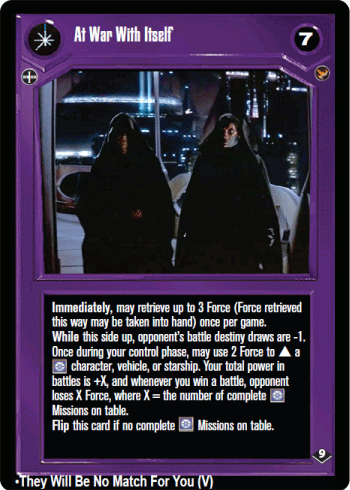 At War With Itself
7
Immediately, may retrieve up to 3 Force (Force retrieved
this way may be taken into hand) once per game.
While this side up, opponent's battle destiny draws are -1.
Once during your control phase, may use 2 Force to ▲ a
character, vehicle, or starship. Your total power in
battles is +X, and whenever you win a battle, opponent
loses X Force, where X = the number of complete
Missions on table.
Flip this card if no complete Missions on table.
9
•They Will Be No Match For You (V)